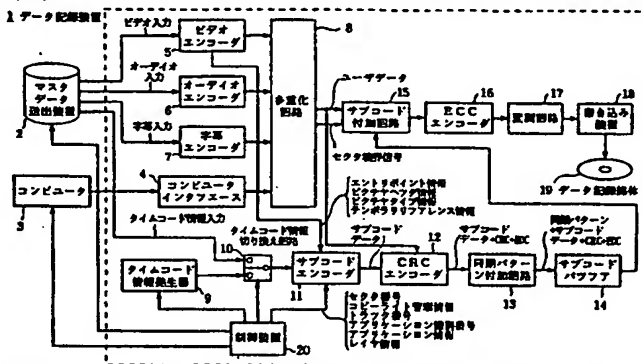 1 データ記録装置
ビデオ入力
ビデオ
エンコーダ
5
8
オーディオ
入力
オーディオ
エンコーダ
6
字幕入力
字幕
エンコーダ
7
マスタ
データ
送出装置
2
多重化
回路
ユーザデータ
セクタ境界信号
15
サブコード
付加回路
16
ECC
エンコーダ
17
変調回路
18
書き込み
装置
19 データ記録媒体
コンピュータ
3
4
コンピュータ
インタフェース
エントリポイント情報
ピクチャヘッダ情報
ピクチャタイプ情報
テンポラリリファレンス情報
タイムコード情報入力
タイムコード情報
切り換え回路
10
タイムコード
情報発生器
9
サブコード
エンコーダ
11
サブコード
データ
12
CRC
エンコーダ
サブコード
データ+CRC+EDC
同期パターン付加回路
13
同期パターン
+サブコード
データ+CRC+EDC
サブコード
バッファ
14
制御装置
20
セクタ番号
コピーライト管理情報
トラック番号
アプリケーション
アプリケーション情報
レイヤ情報